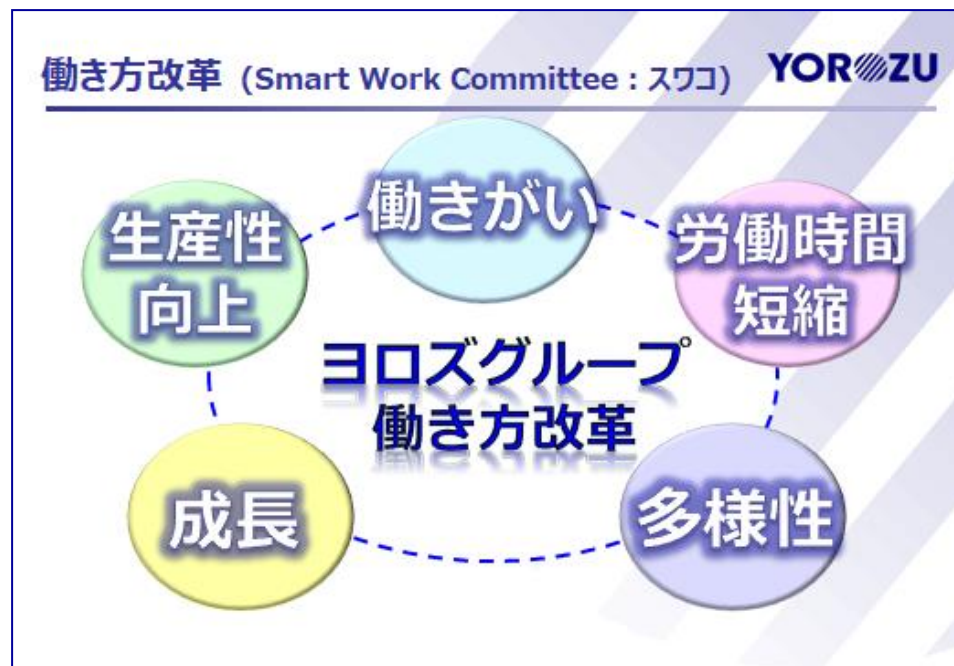 働き方改革 (Smart Work Committee : スワコ)
YOROZU
働きがい
生産性
向上
労働時間
短縮
ヨロズグループ
働き方改革
成長
多様性